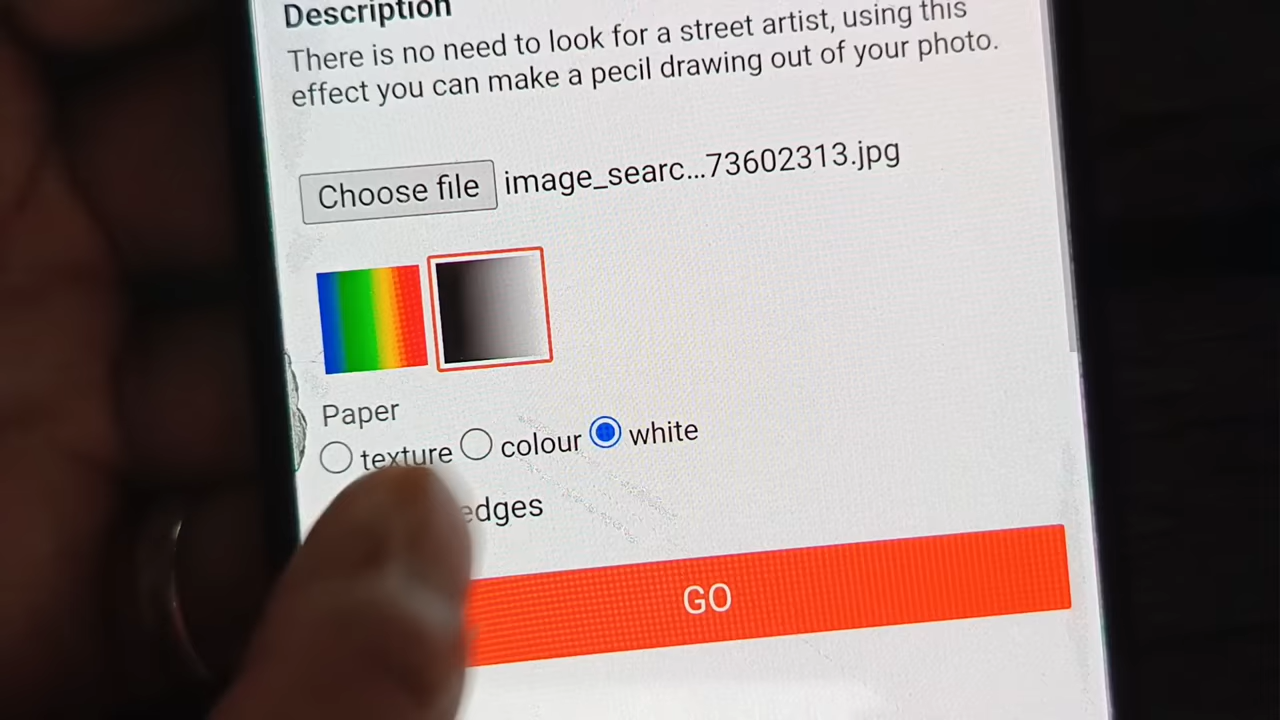 Description
There is no need to look for a street artist, using this
effect you can make a pecil drawing out of your photo.
Choose file image_searc...73602313.jpg
Paper
texture colour white
edges
GO